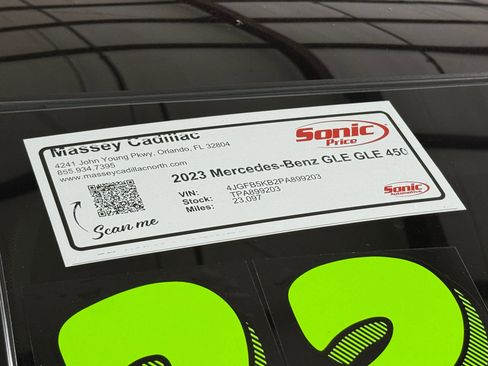 Massey Cadillac
4241 John Young Pkwy, Orlando, FL 32804
855.934.7395
www.masseycadillacnorth.com
Sonic
Price
2023 Mercedes-Benz GLE GLE 450
VIN: 4JGFB5KB2PA899203
Stock: TPA899203
Miles: 23,097
Scan me
Sonic
Automotive